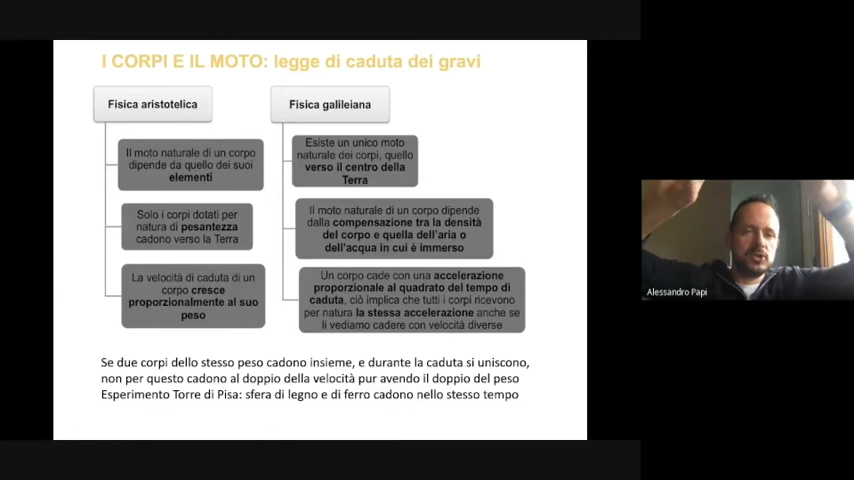 I CORPI E IL MOTO: legge di caduta dei gravi
Fisica aristotelica
Il moto naturale di un corpo
dipende da quello dei suoi
elementi
Solo i corpi dotati per
natura di pesantezza
cadono verso la Terra
La velocità di caduta di un
corpo cresce
proporzionalmente al suo
peso
Fisica galileiana
Esiste un unico moto
naturale dei corpi, quello
verso il centro della
Terra
Il moto naturale di un corpo dipende
dalla compensazione tra la densità
del corpo e quella dell'aria o
dell'acqua in cui è immerso
Un corpo cade con una accelerazione
proporzionale al quadrato del tempo di
caduta, ciò implica che tutti i corpi ricevono
per natura la stessa accelerazione anche se
li vediamo cadere con velocità diverse
Se due corpi dello stesso peso cadono insieme, e durante la caduta si uniscono,
non per questo cadono al doppio della velocità pur avendo il doppio del peso
Esperimento Torre di Pisa: sfera di legno e di ferro cadono nello stesso tempo
Alessandro Papi